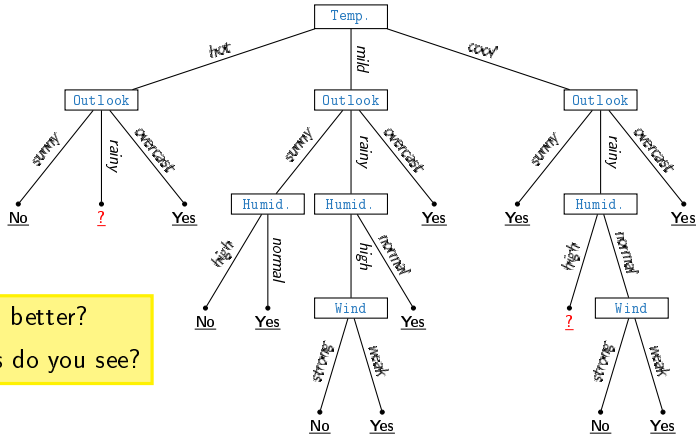 Temp.
hot mild cool
Outlook Outlook Outlook
sunny rainy overcast sunny rainy overcast sunny rainy overcast
No ? Yes Humid. Humid. Yes Yes Humid. Yes
high normal high normal high normal
No Yes Wind Yes ? Wind
better?
s do you see?
strong weak strong weak
No Yes No Yes